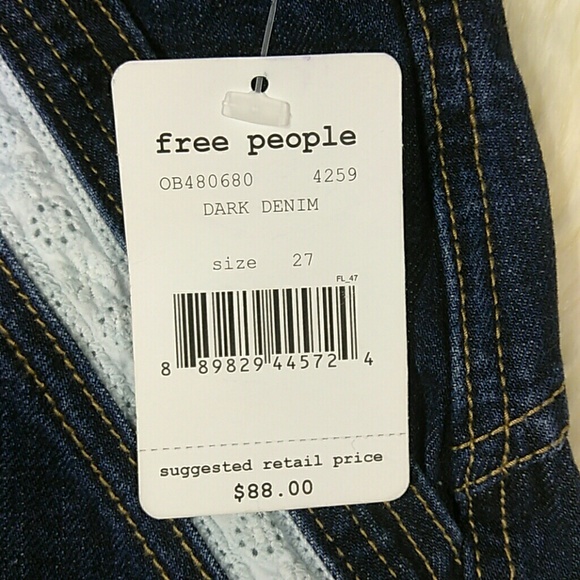 free people
OB480680 4259
DARK DENIM
size 27
FL_47
8 89829 44572 4
suggested retail price
$88.00